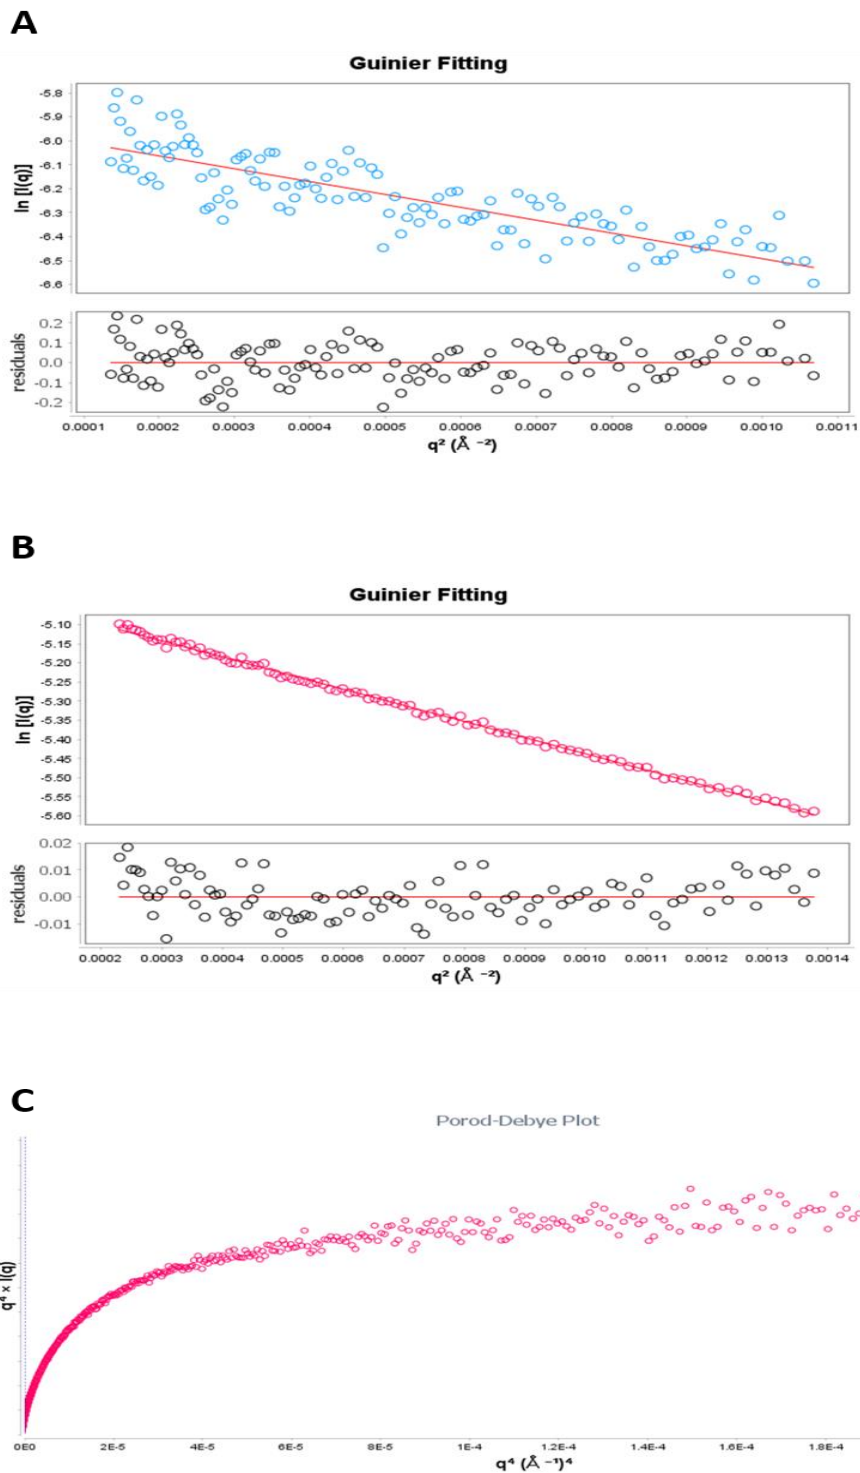 A
Guinier Fitting
ln [I(q)]
-5.8
-5.9
-6.0
-6.1
-6.2
-6.3
-6.4
-6.5
-6.6
residuals
0.2
0.1
0.0
-0.1
-0.2
0.0001 0.0002 0.0003 0.0004 0.0005 0.0006 0.0007 0.0008 0.0009 0.0010 0.0011
q² (Å ⁻²)
B
Guinier Fitting
ln [I(q)]
-5.10
-5.15
-5.20
-5.25
-5.30
-5.35
-5.40
-5.45
-5.50
-5.55
-5.60
residuals
0.02
0.01
0.00
-0.01
0.0002 0.0003 0.0004 0.0005 0.0006 0.0007 0.0008 0.0009 0.0010 0.0011 0.0012 0.0013 0.0014
q² (Å ⁻²)
C
Porod-Debye Plot
q⁴ × I(q)
0E0 2E-5 4E-5 6E-5 8E-5 1E-4 1.2E-4 1.4E-4 1.6E-4 1.8E-4
q⁴ (Å ⁻¹)⁴